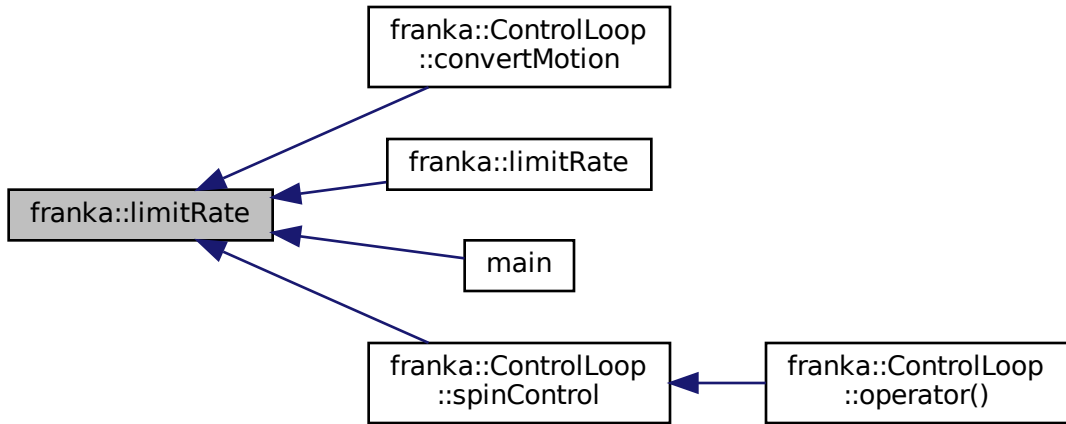 franka::ControlLoop
::convertMotion
franka::limitRate
franka::limitRate
main
franka::ControlLoop
::spinControl
franka::ControlLoop
::operator()